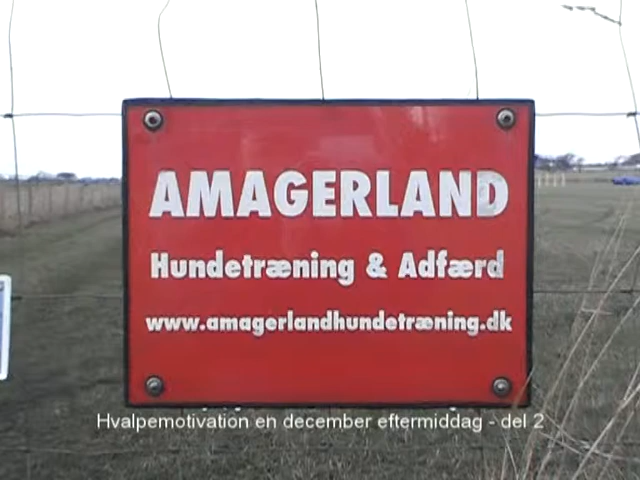 AMAGERLAND
Hundetræning & Adfærd
www.amagerlandhundetræning.dk
Hvalpemotivation en december eftermiddag - del 2